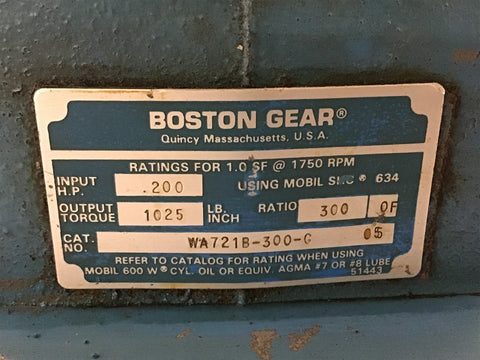 BOSTON GEAR®
Quincy Massachusetts, U.S.A.
RATINGS FOR 1.0 SF @ 1750 RPM
INPUT H.P. .200 USING MOBIL SHC® 634
OUTPUT TORQUE 1025 LB. INCH RATIO 300 OF
CAT. NO. WA721B-300-G 05
REFER TO CATALOG FOR RATING WHEN USING
MOBIL 600 W® CYL. OIL OR EQUIV. AGMA #7 OR #8 LUBE
51443